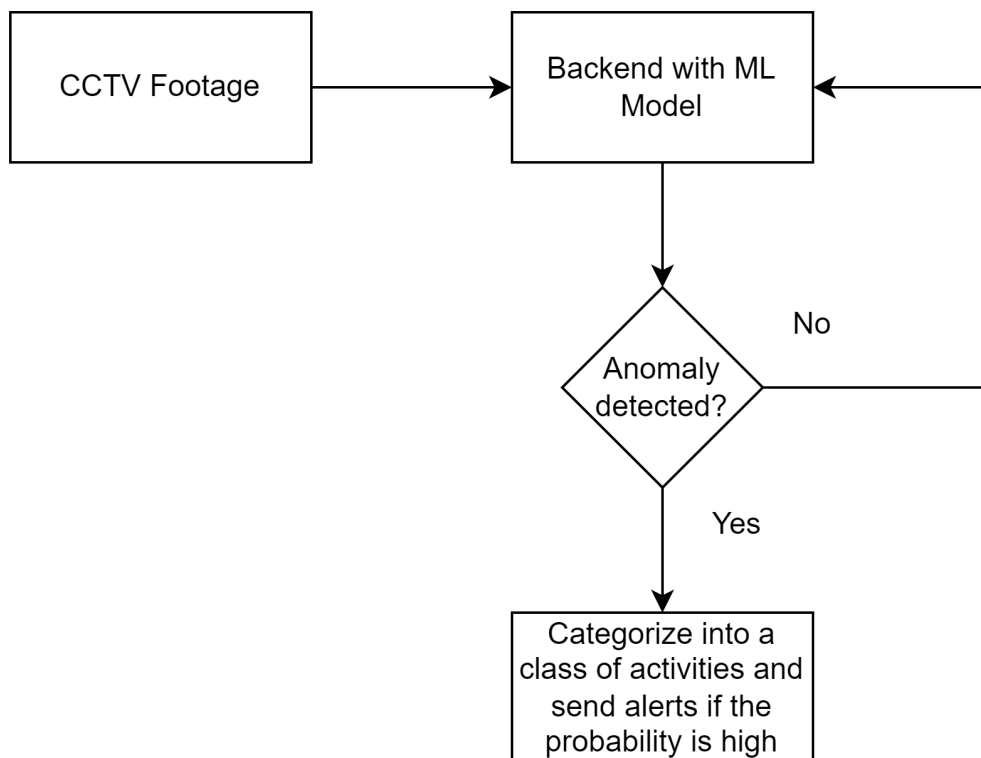 CCTV Footage
Backend with ML
Model
Anomaly
detected?
No
Yes
Categorize into a
class of activities and
send alerts if the
probability is high